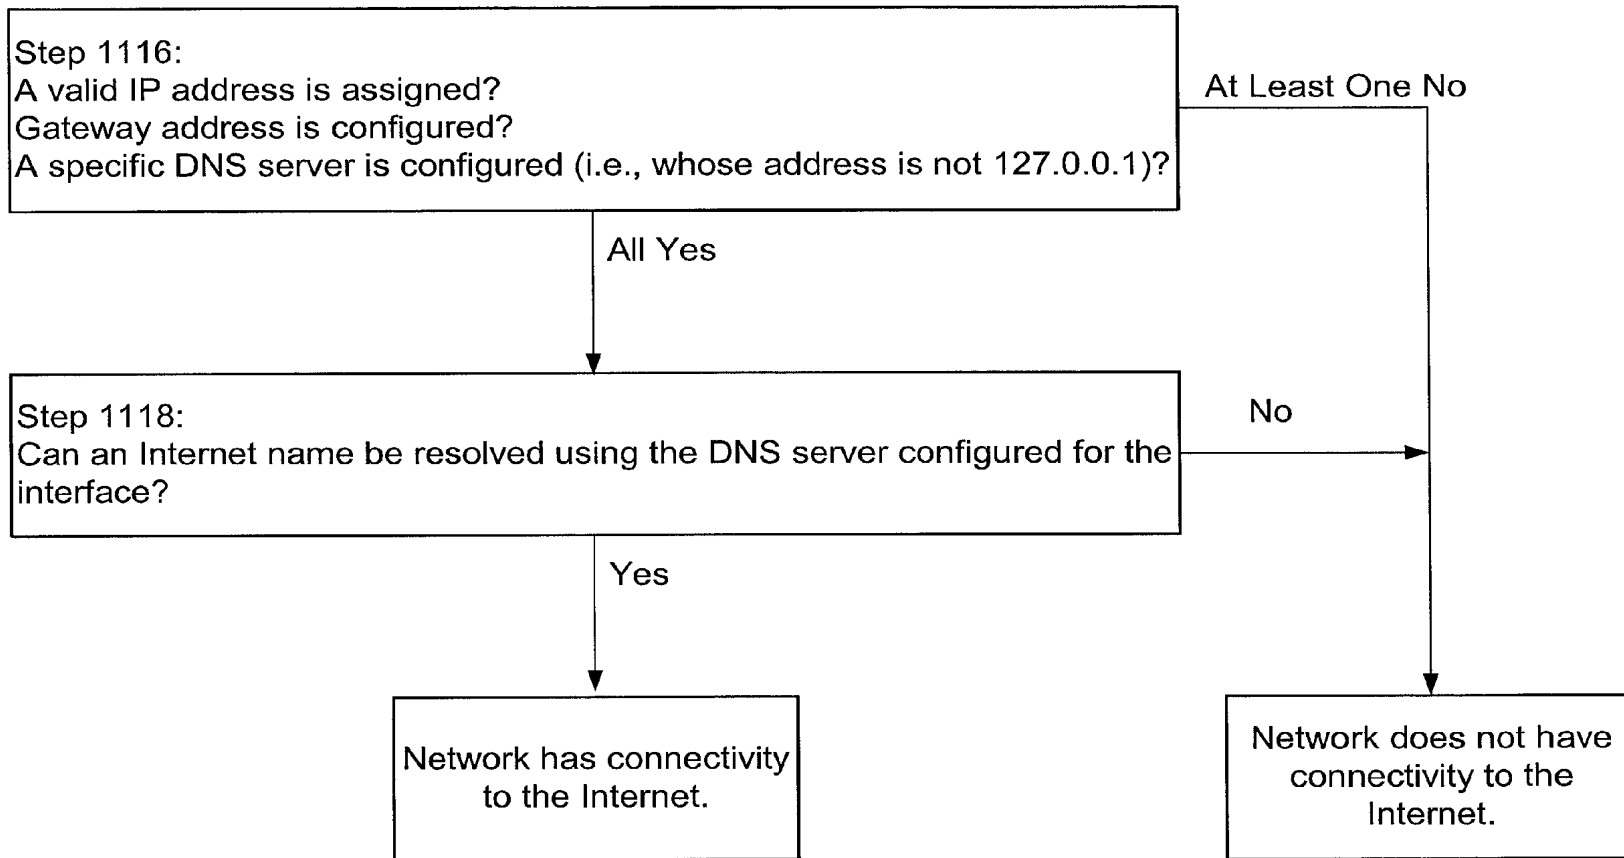 Step 1116:
A valid IP address is assigned?
Gateway address is configured?
A specific DNS server is configured (i.e., whose address is not 127.0.0.1)?
At Least One No
All Yes
Step 1118:
Can an Internet name be resolved using the DNS server configured for the
interface?
No
Yes
Network has connectivity
to the Internet.
Network does not have
connectivity to the
Internet.